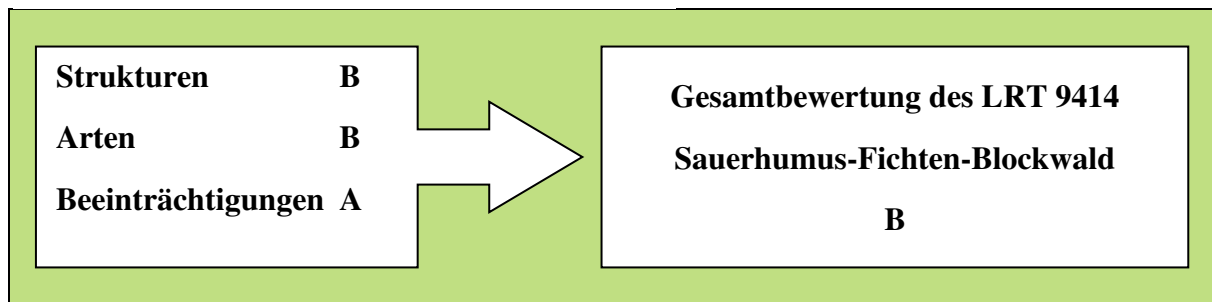 Strukturen B
Arten B
Beeinträchtigungen A
Gesamtbewertung des LRT 9414
Sauerhumus-Fichten-Blockwald
B